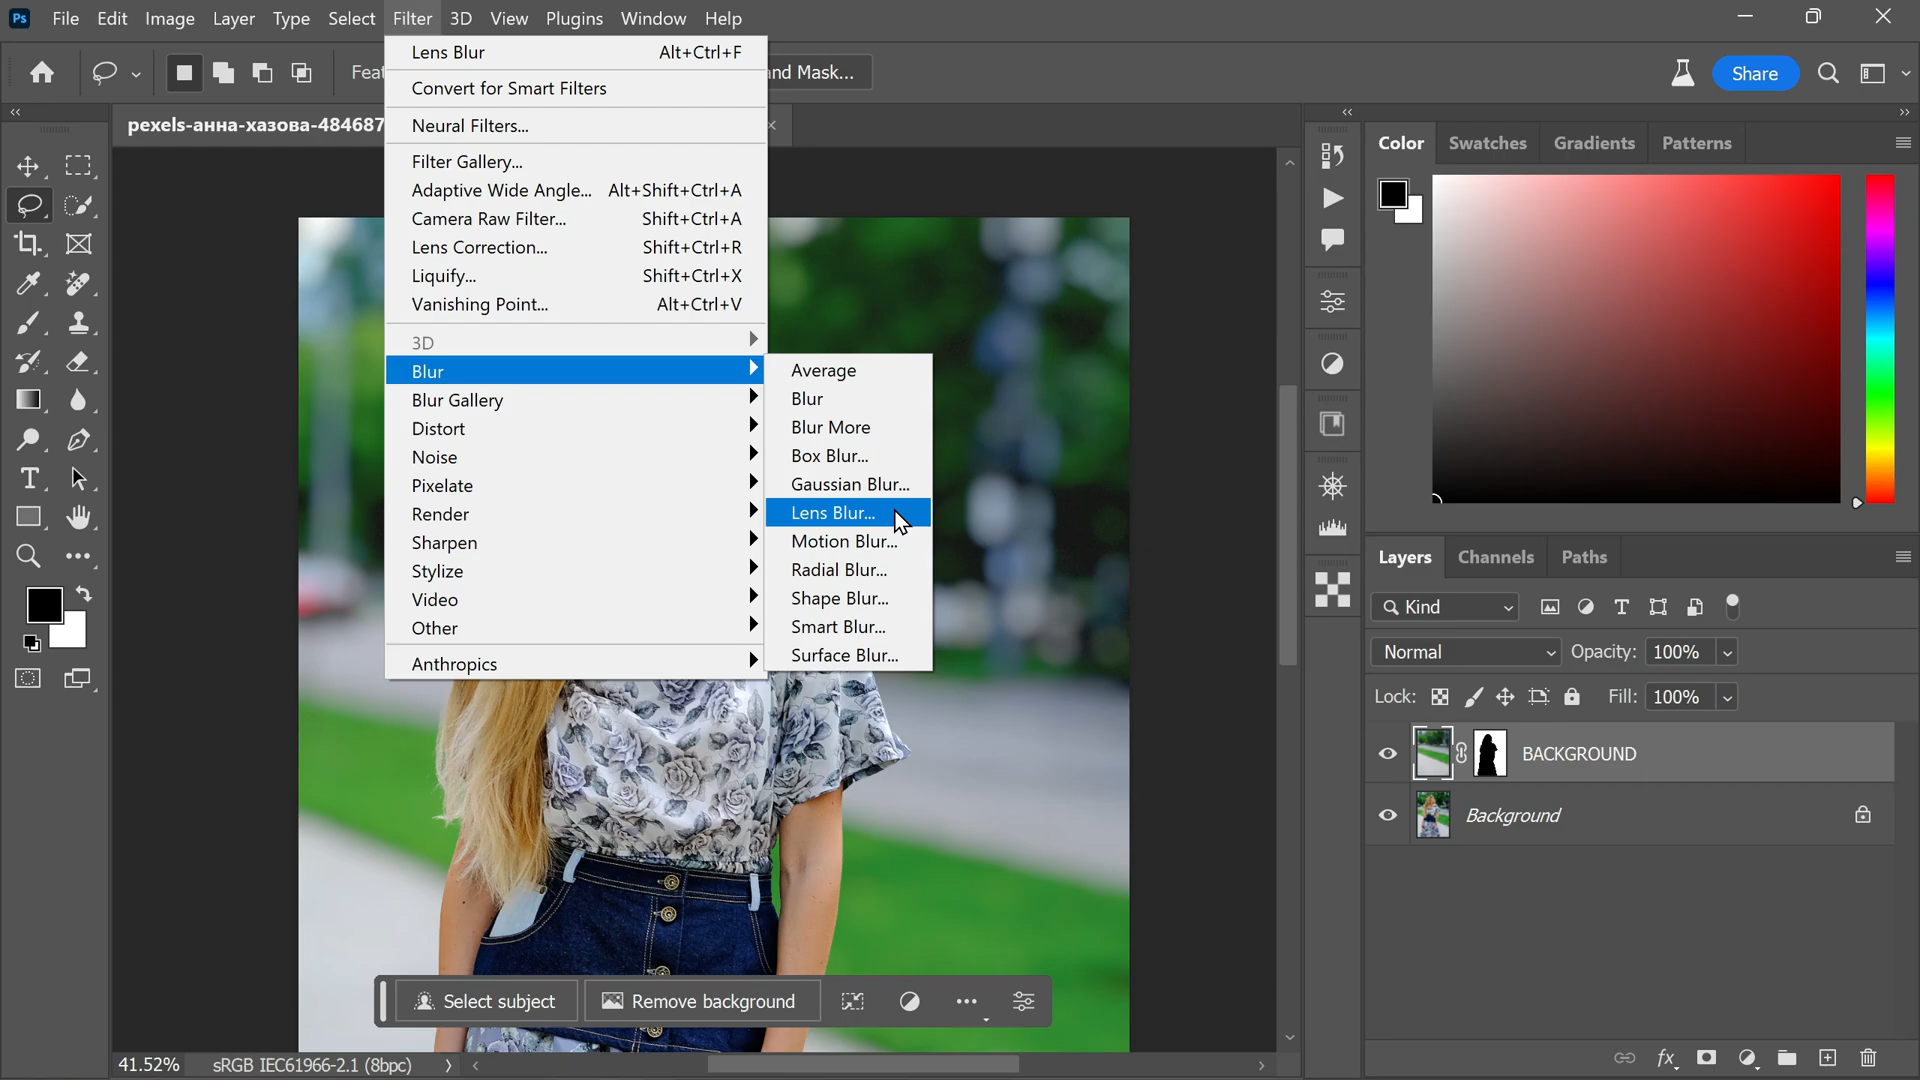 Ps File Edit Image Layer Type Select Filter 3D View Plugins Window Help
Feat
nd Mask...
Share
pexels-анна-хазова-484687
Lens Blur Alt+Ctrl+F
Convert for Smart Filters
Neural Filters...
Filter Gallery...
Adaptive Wide Angle... Alt+Shift+Ctrl+A
Camera Raw Filter... Shift+Ctrl+A
Lens Correction... Shift+Ctrl+R
Liquify... Shift+Ctrl+X
Vanishing Point... Alt+Ctrl+V
3D
Blur
Blur Gallery
Distort
Noise
Pixelate
Render
Sharpen
Stylize
Video
Other
Anthropics
Average
Blur
Blur More
Box Blur...
Gaussian Blur...
Lens Blur...
Motion Blur...
Radial Blur...
Shape Blur...
Smart Blur...
Surface Blur...
Color Swatches Gradients Patterns
Layers Channels Paths
Kind
Normal Opacity: 100%
Lock: Fill: 100%
BACKGROUND
Background
fx
Select subject Remove background
41.52% sRGB IEC61966-2.1 (8bpc)